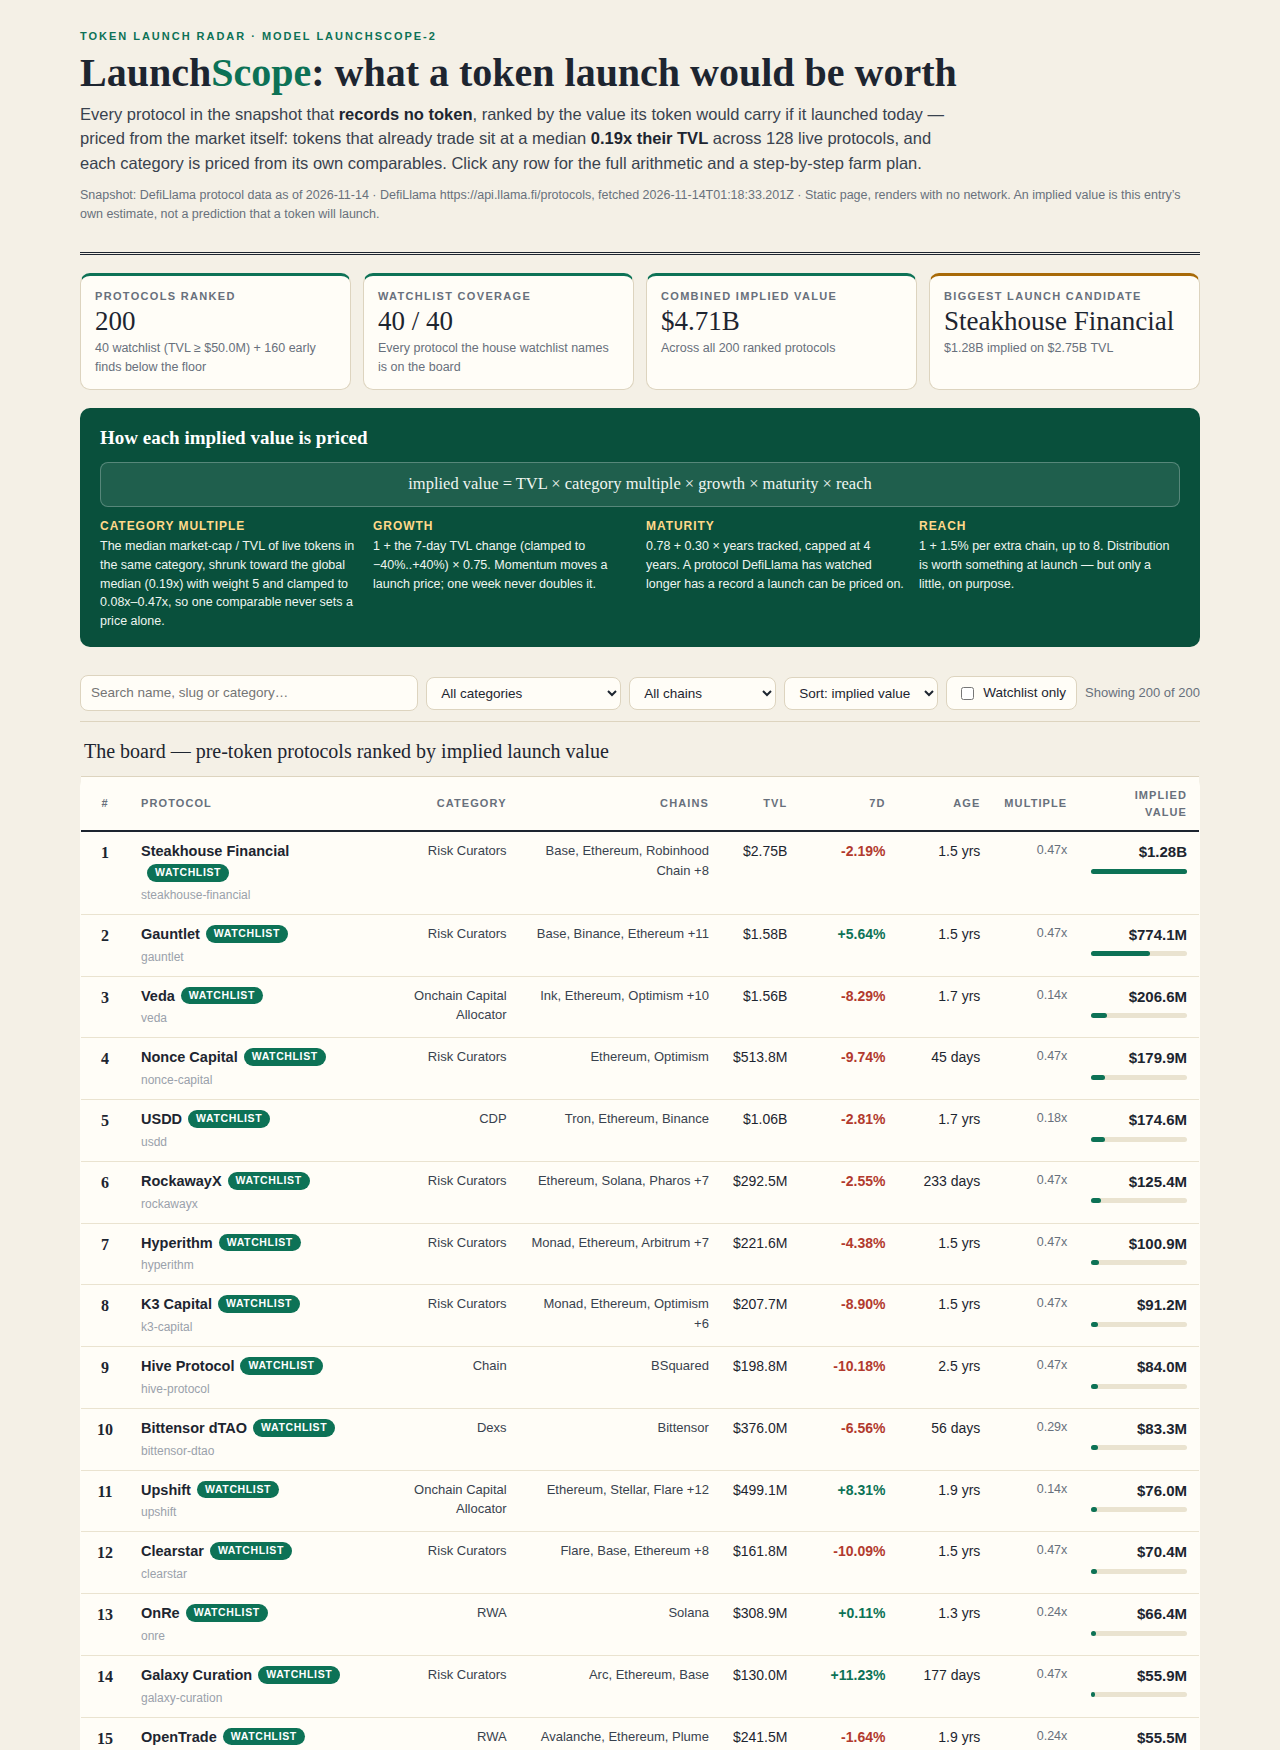 TOKEN LAUNCH RADAR · MODEL LAUNCHSCOPE-2
LaunchScope: what a token launch would be worth
Every protocol in the snapshot that records no token, ranked by the value its token would carry if it launched today —
priced from the market itself: tokens that already trade sit at a median 0.19x their TVL across 128 live protocols, and
each category is priced from its own comparables. Click any row for the full arithmetic and a step-by-step farm plan.
Snapshot: DefiLlama protocol data as of 2026-11-14 · DefiLlama https://api.llama.fi/protocols, fetched 2026-11-14T01:18:33.201Z · Static page, renders with no network. An implied value is this entry's
own estimate, not a prediction that a token will launch.
PROTOCOLS RANKED
200
40 watchlist (TVL ≥ $50.0M) + 160 early
finds below the floor
WATCHLIST COVERAGE
40 / 40
Every protocol the house watchlist names
is on the board
COMBINED IMPLIED VALUE
$4.71B
Across all 200 ranked protocols
BIGGEST LAUNCH CANDIDATE
Steakhouse Financial
$1.28B implied on $2.75B TVL
How each implied value is priced
implied value = TVL × category multiple × growth × maturity × reach
CATEGORY MULTIPLE
The median market-cap / TVL of live tokens in
the same category, shrunk toward the global
median (0.19x) with weight 5 and clamped to
0.08x–0.47x, so one comparable never sets a
price alone.
GROWTH
1 + the 7-day TVL change (clamped to
−40%..+40%) × 0.75. Momentum moves a
launch price; one week never doubles it.
MATURITY
0.78 + 0.30 × years tracked, capped at 4
years. A protocol DefiLlama has watched
longer has a record a launch can be priced on.
REACH
1 + 1.5% per extra chain, up to 8. Distribution
is worth something at launch — but only a
little, on purpose.
Search name, slug or category…
All categories
All chains
Sort: implied value
Watchlist only
Showing 200 of 200
The board — pre-token protocols ranked by implied launch value
# PROTOCOL CATEGORY CHAINS TVL 7D AGE MULTIPLE IMPLIED VALUE
1 Steakhouse Financial Risk Curators Base, Ethereum, Robinhood $2.75B -2.19% 1.5 yrs 0.47x $1.28B
WATCHLIST Chain +8
steakhouse-financial
2 Gauntlet WATCHLIST Risk Curators Base, Binance, Ethereum +11 $1.58B +5.64% 1.5 yrs 0.47x $774.1M
gauntlet
3 Veda WATCHLIST Onchain Capital Ink, Ethereum, Optimism +10 $1.56B -8.29% 1.7 yrs 0.14x $206.6M
veda Allocator
4 Nonce Capital WATCHLIST Risk Curators Ethereum, Optimism $513.8M -9.74% 45 days 0.47x $179.9M
nonce-capital
5 USDD WATCHLIST CDP Tron, Ethereum, Binance $1.06B -2.81% 1.7 yrs 0.18x $174.6M
usdd
6 RockawayX WATCHLIST Risk Curators Ethereum, Solana, Pharos +7 $292.5M -2.55% 233 days 0.47x $125.4M
rockawayx
7 Hyperithm WATCHLIST Risk Curators Monad, Ethereum, Arbitrum +7 $221.6M -4.38% 1.5 yrs 0.47x $100.9M
hyperithm
8 K3 Capital WATCHLIST Risk Curators Monad, Ethereum, Optimism $207.7M -8.90% 1.5 yrs 0.47x $91.2M
k3-capital +6
9 Hive Protocol WATCHLIST Chain BSquared $198.8M -10.18% 2.5 yrs 0.47x $84.0M
hive-protocol
10 Bittensor dTAO WATCHLIST Dexs Bittensor $376.0M -6.56% 56 days 0.29x $83.3M
bittensor-dtao
11 Upshift WATCHLIST Onchain Capital Ethereum, Stellar, Flare +12 $499.1M +8.31% 1.9 yrs 0.14x $76.0M
upshift Allocator
12 Clearstar WATCHLIST Risk Curators Flare, Base, Ethereum +8 $161.8M -10.09% 1.5 yrs 0.47x $70.4M
clearstar
13 OnRe WATCHLIST RWA Solana $308.9M +0.11% 1.3 yrs 0.24x $66.4M
onre
14 Galaxy Curation WATCHLIST Risk Curators Arc, Ethereum, Base $130.0M +11.23% 177 days 0.47x $55.9M
galaxy-curation
15 OpenTrade WATCHLIST RWA Avalanche, Ethereum, Plume $241.5M -1.64% 1.9 yrs 0.24x $55.5M